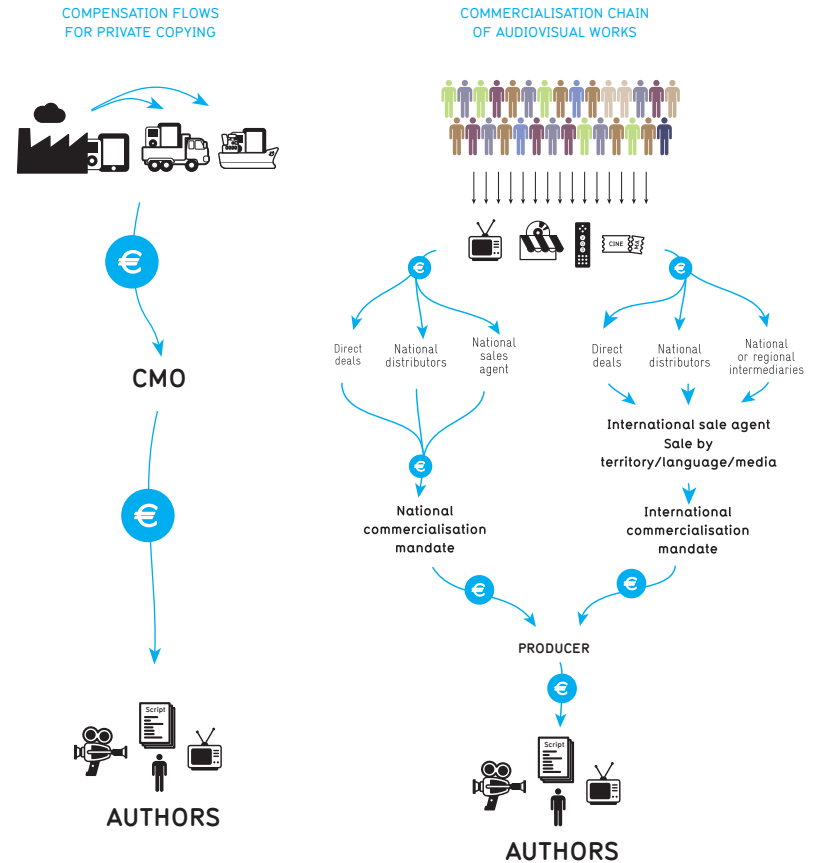 COMPENSATION FLOWS
FOR PRIVATE COPYING
€
CMO
€
Script
AUTHORS
COMMERCIALISATION CHAIN
OF AUDIOVISUAL WORKS
CINE
€
€
Direct
deals
National
distributors
National
sales
agent
Direct
deals
National
distributors
National
or regional
intermediaries
International sale agent
Sale by
territory/language/media
€
National
commercialisation
mandate
International
commercialisation
mandate
€
€
PRODUCER
€
Script
AUTHORS